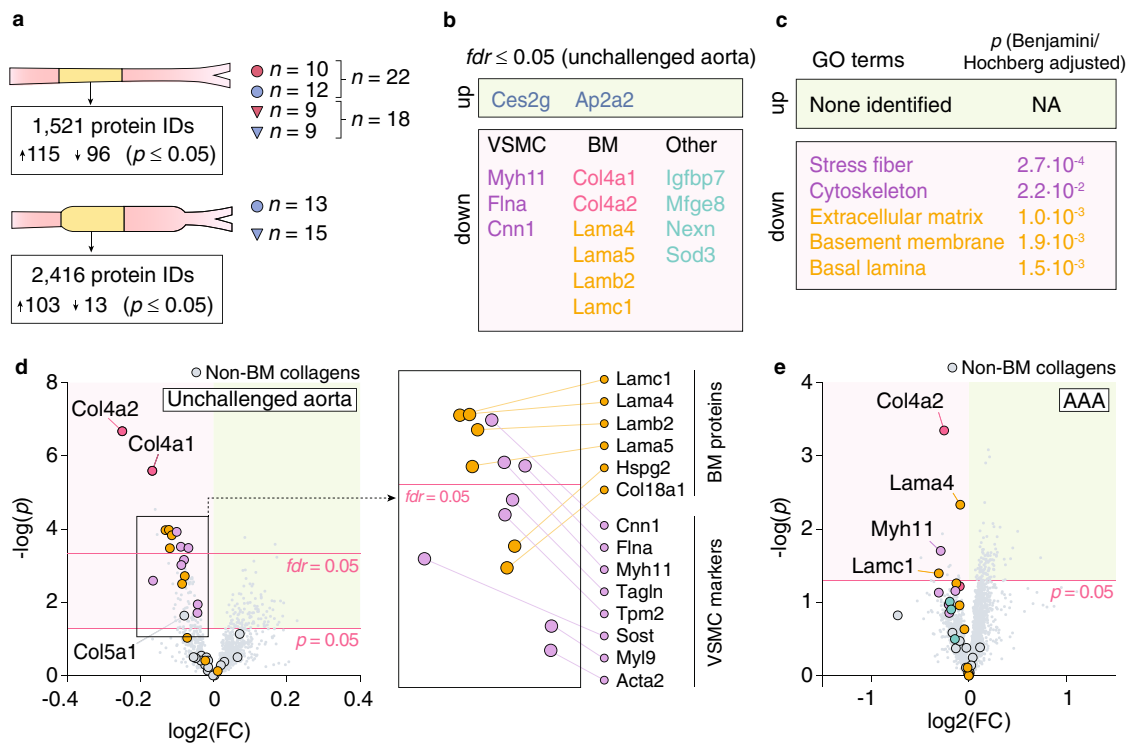 a
n = 10
n = 12
n = 22
n = 9
n = 9
n = 18
1,521 protein IDs
↑115 ↓96 (p ≤ 0.05)
n = 13
n = 15
2,416 protein IDs
↑103 ↓13 (p ≤ 0.05)
b
fdr ≤ 0.05 (unchallenged aorta)
up
Ces2g Ap2a2
down
VSMC BM Other
Myh11 Col4a1 Igfbp7
Flna Col4a2 Mfge8
Cnn1 Lama4 Nexn
Lama5 Sod3
Lamb2
Lamc1
c
GO terms
p (Benjamini/
Hochberg adjusted)
up
None identified NA
down
Stress fiber 2.7·10-4
Cytoskeleton 2.2·10-2
Extracellular matrix 1.0·10-3
Basement membrane 1.9·10-3
Basal lamina 1.5·10-3
d
Non-BM collagens
Unchallenged aorta
Col4a2
Col4a1
fdr = 0.05
p = 0.05
Col5a1
8
6
4
2
0
-log(p)
-0.4 -0.2 0 0.2 0.4
log2(FC)
fdr = 0.05
Lamc1
Lama4
Lamb2
Lama5
Hspg2
Col18a1
BM proteins
Cnn1
Flna
Myh11
Tagln
Tpm2
Sost
Myl9
Acta2
VSMC markers
e
Non-BM collagens
AAA
Col4a2
Lama4
Myh11
Lamc1
p = 0.05
4
3
2
1
0
-log(p)
-1 0 1
log2(FC)